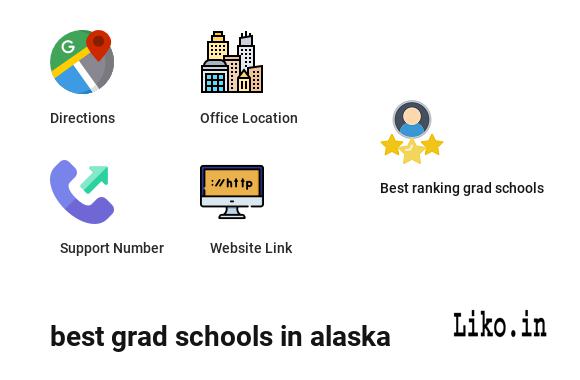 G
Directions
Office Location
Support Number
://http
Website Link
Best ranking grad schools
best grad schools in alaska
Liko.in